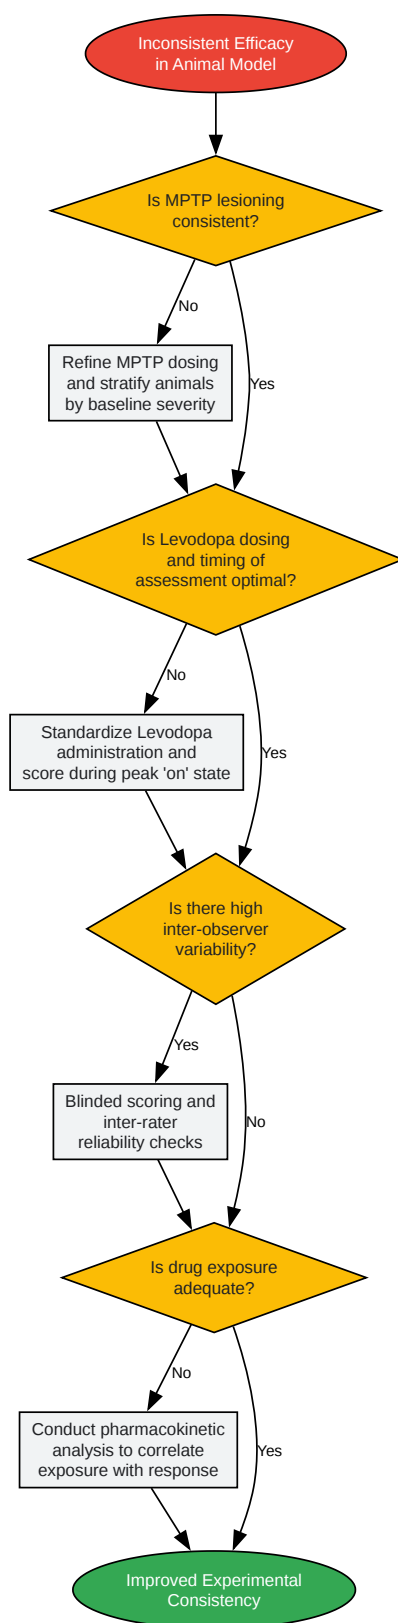 Inconsistent Efficacy
in Animal Model
Is MPTP lesioning
consistent?
No
Yes
Refine MPTP dosing
and stratify animals
by baseline severity
Is Levodopa dosing
and timing of
assessment optimal?
No
Yes
Standardize Levodopa
administration and
score during peak 'on' state
Is there high
inter-observer
variability?
Yes
No
Blinded scoring and
inter-rater
reliability checks
Is drug exposure
adequate?
No
Yes
Conduct pharmacokinetic
analysis to correlate
exposure with response
Improved Experimental
Consistency